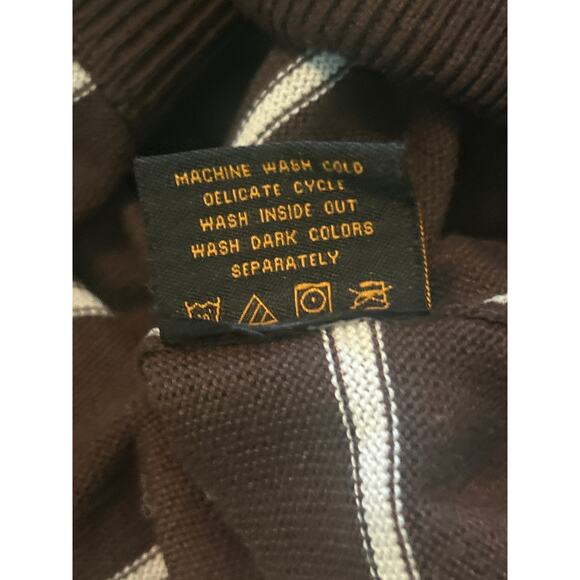 MACHINE WASH COLD
DELICATE CYCLE
WASH INSIDE OUT
WASH DARK COLORS
SEPARATELY